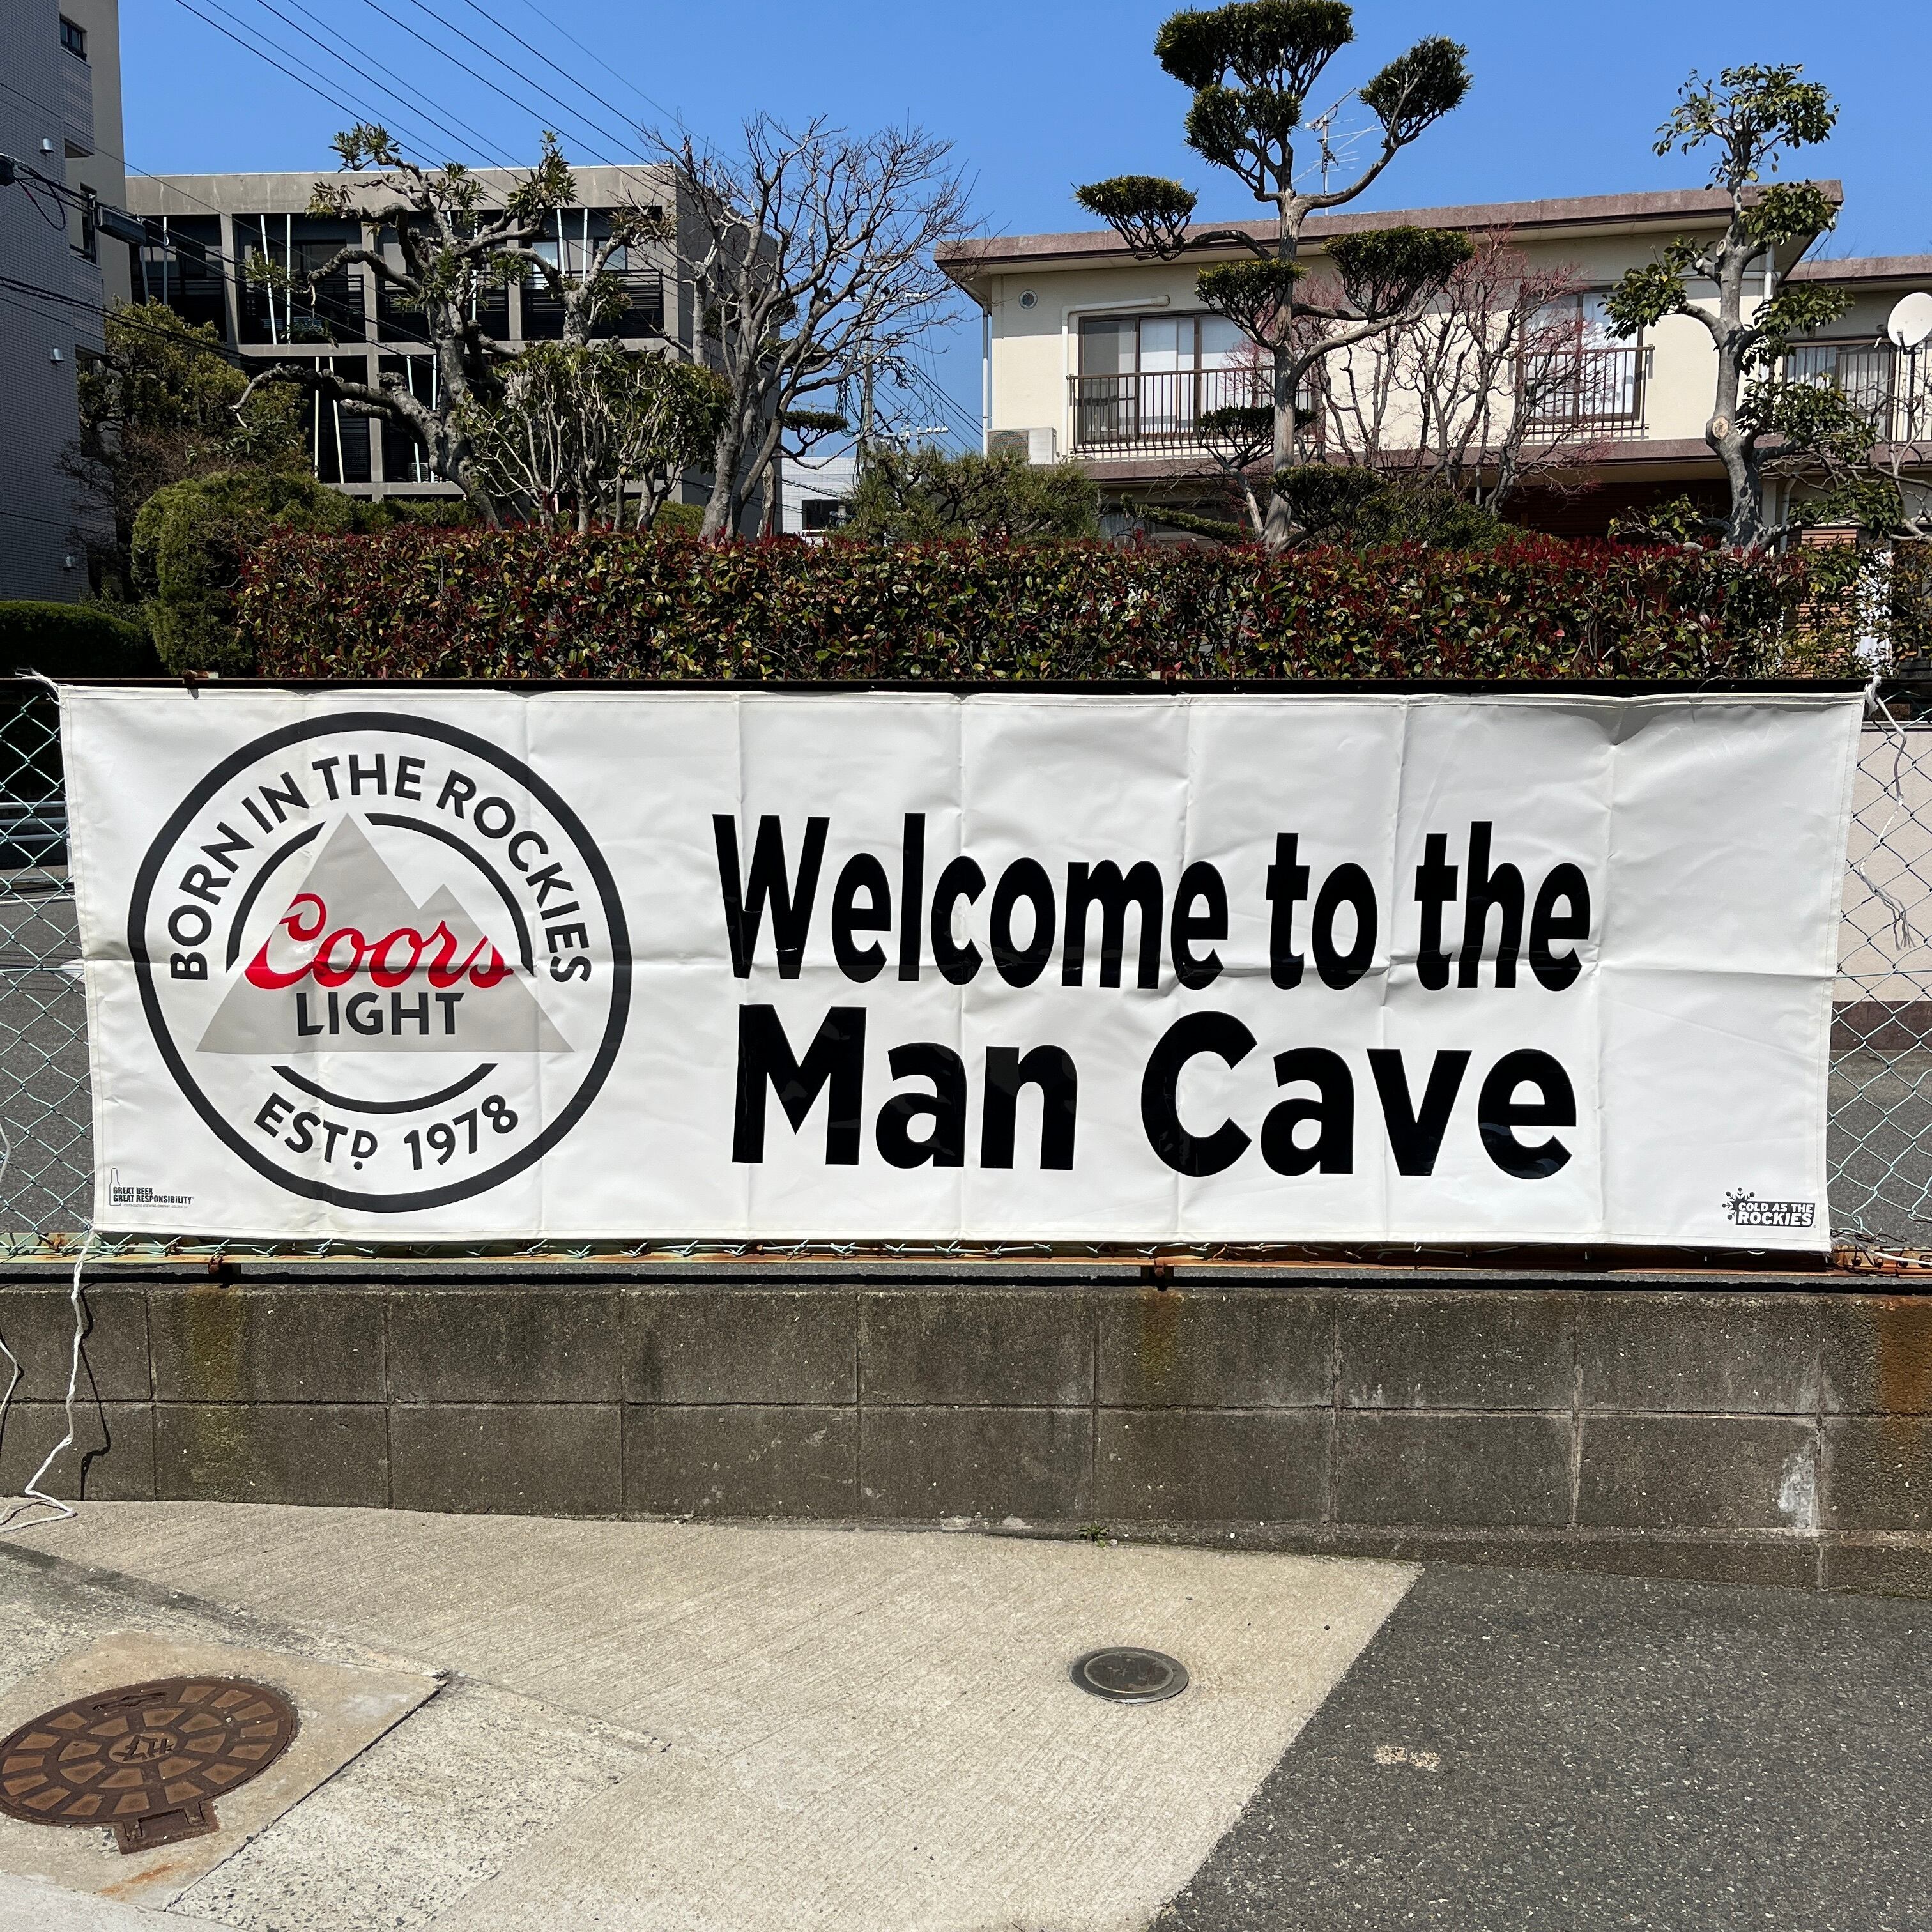 BORN IN THE ROCKIES
Coors
LIGHT
ESTD 1978
Welcome to the
Man Cave
GREAT BEER
GREAT RESPONSIBILITY
COLD AS THE
ROCKIES